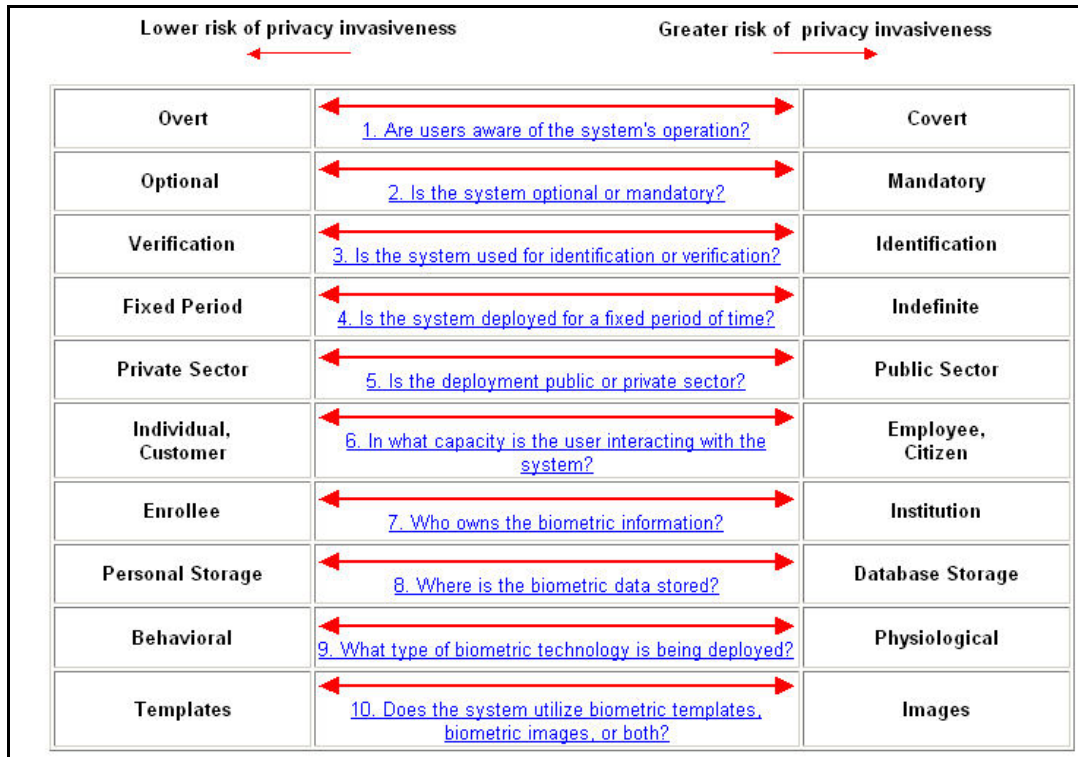 Lower risk of privacy invasiveness
Greater risk of privacy invasiveness
Overt
1. Are users aware of the system's operation?
Covert
Optional
2. Is the system optional or mandatory?
Mandatory
Verification
3. Is the system used for identification or verification?
Identification
Fixed Period
4. Is the system deployed for a fixed period of time?
Indefinite
Private Sector
5. Is the deployment public or private sector?
Public Sector
Individual,
Customer
6. In what capacity is the user interacting with the
system?
Employee,
Citizen
Enrollee
7. Who owns the biometric information?
Institution
Personal Storage
8. Where is the biometric data stored?
Database Storage
Behavioral
9. What type of biometric technology is being deployed?
Physiological
Templates
10. Does the system utilize biometric templates,
biometric images, or both?
Images